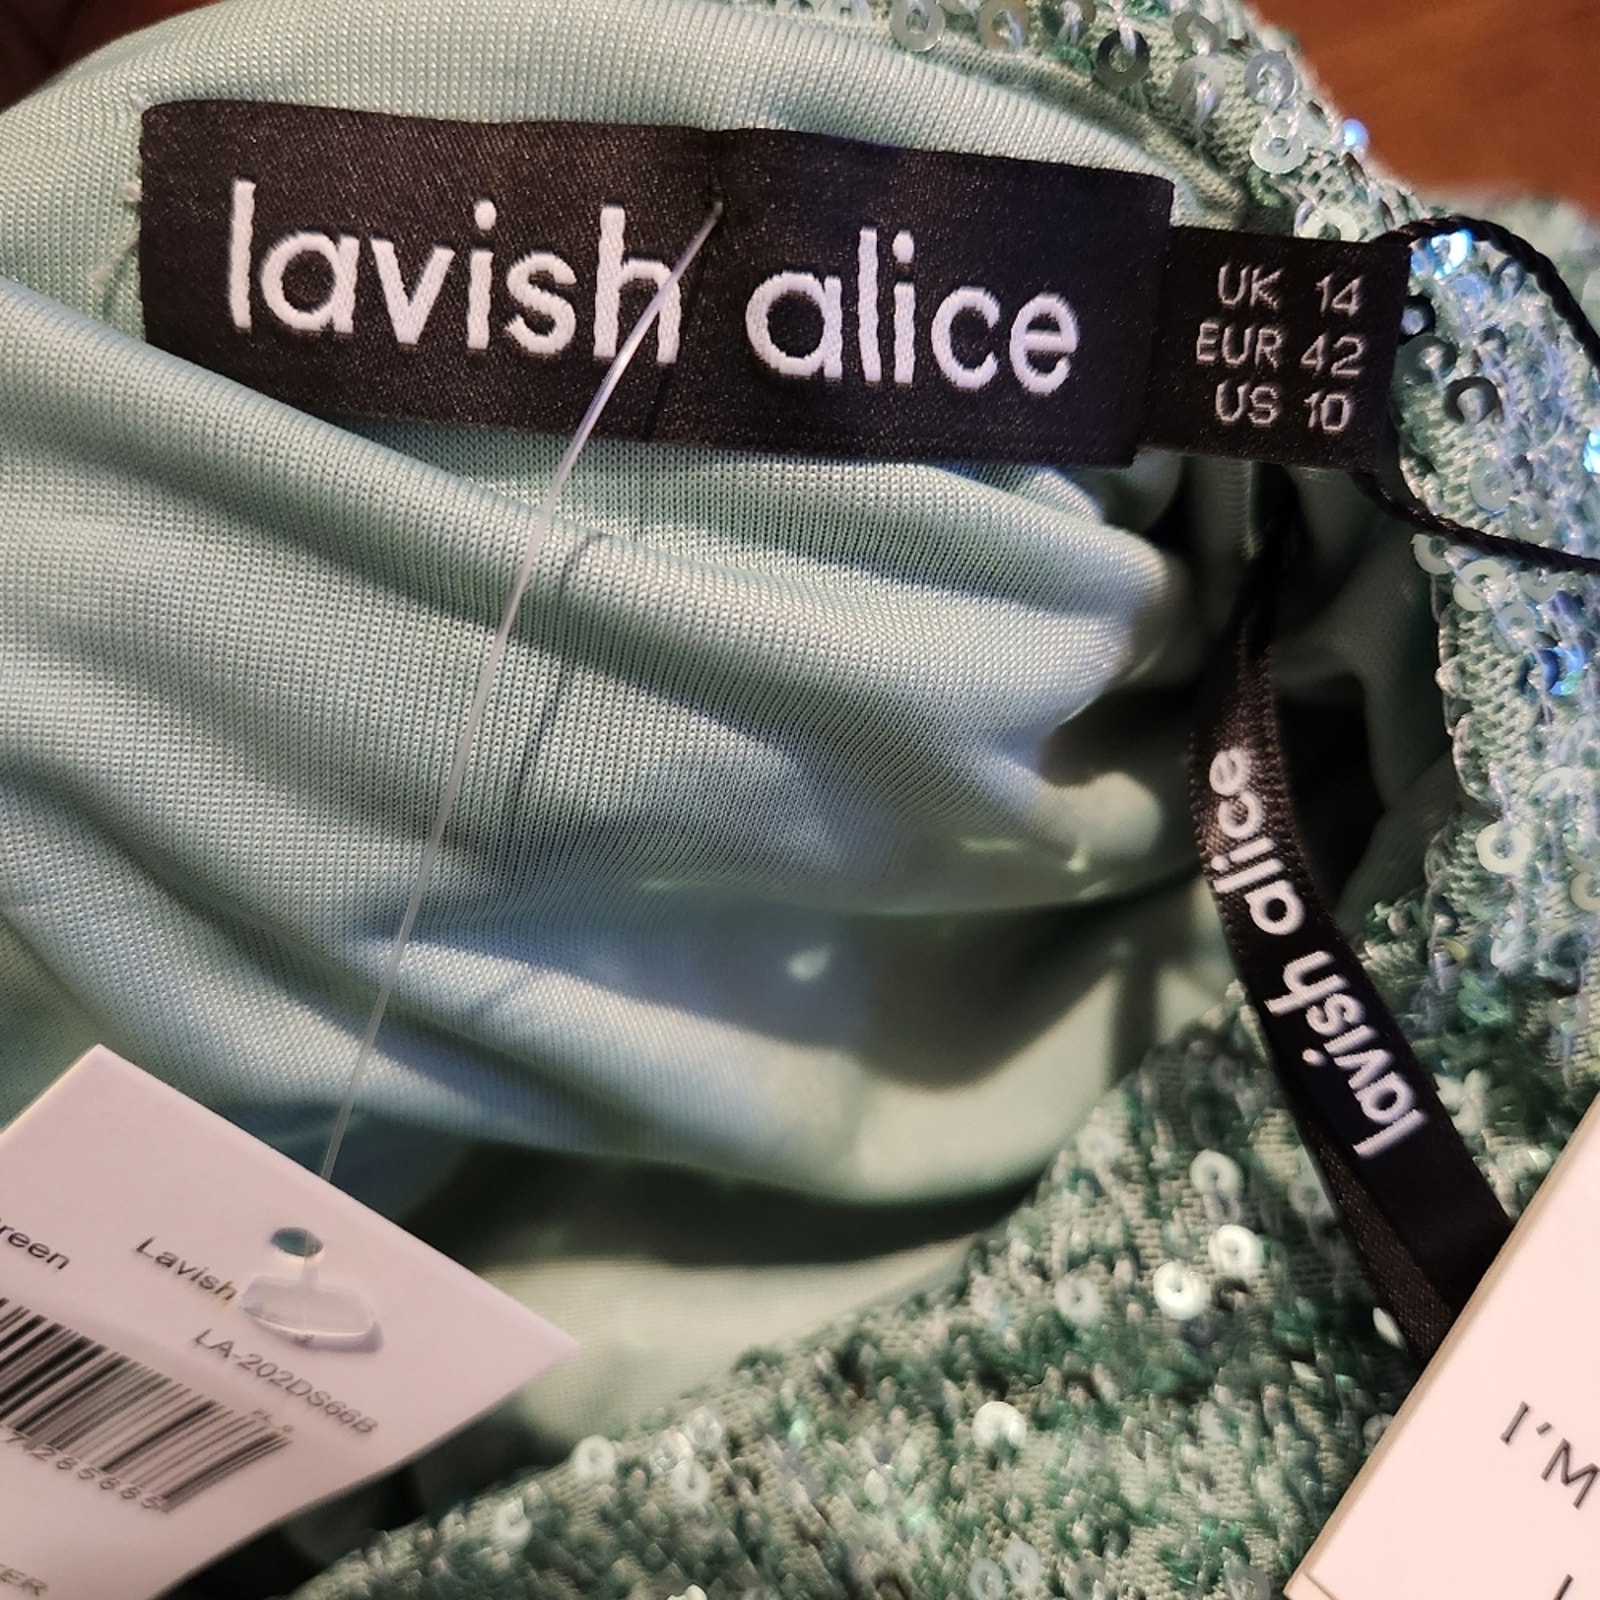 lavish alice
UK 14
EUR 42
US 10
lavish alice
Lavish
LA-202DS66B
I'M